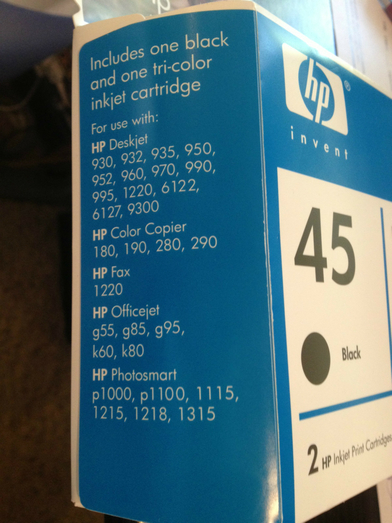 Includes one black
and one tri-color
inkjet cartridge
For use with:
HP Deskjet
930, 932, 935, 950,
952, 960, 970, 990,
995, 1220, 6122,
6127, 9300
HP Color Copier
180, 190, 280, 290
HP Fax
1220
HP Officejet
g55, g85, g95,
k60, k80
HP Photosmart
p1000, p1100, 1115,
1215, 1218, 1315
hp®
invent
45
Black
2 HP Inkjet Print Cartridges